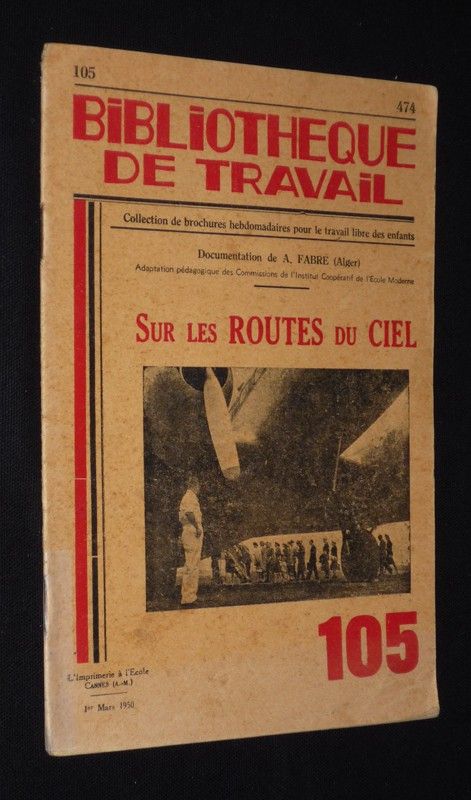 105
474
BiBLiOTHEQUE
DE TRAVAiL
Collection de brochures hebdomadaires pour le travail libre des enfants
Documentation de A. FABRE (Alger)
Adaptation pédagogique des Commissions de l'Institut Coopératif de l'Ecole Moderne
SUR LES ROUTES DU CIEL
105
L'Imprimerie à l'Ecole
CANNES (A.-M.)
1er Mars 1950